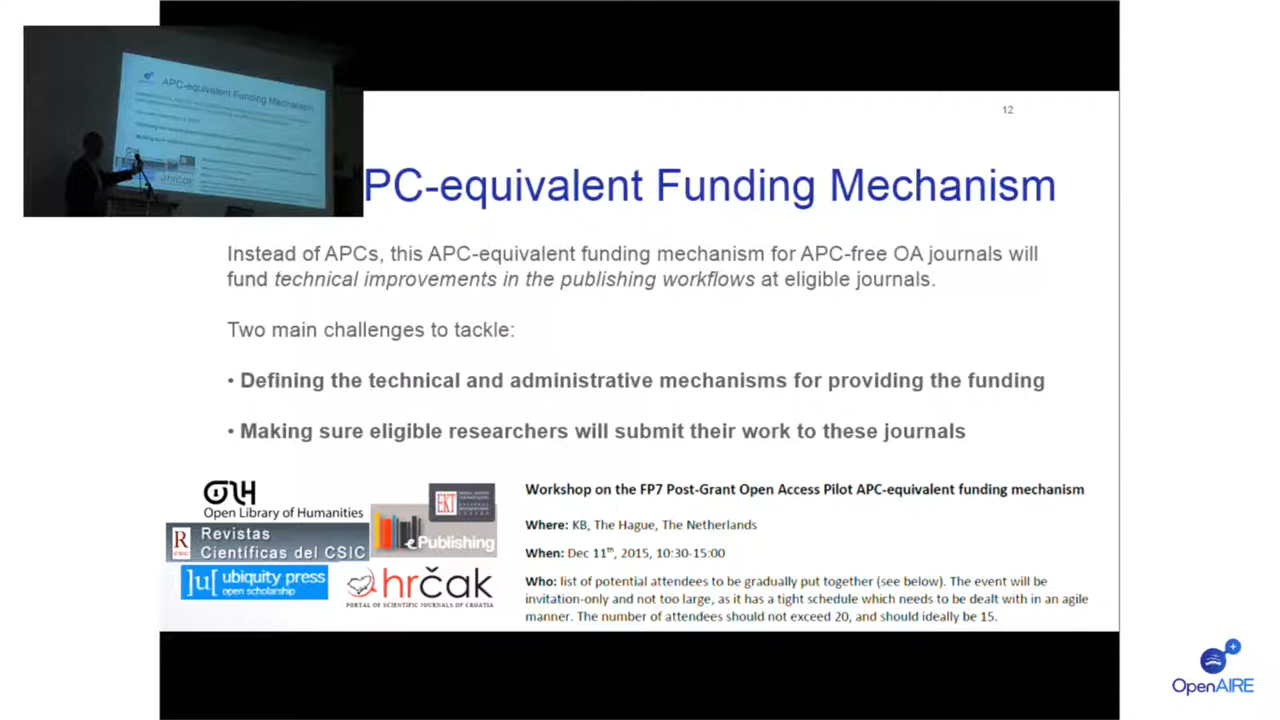 12
PC-equivalent Funding Mechanism
Instead of APCs, this APC-equivalent funding mechanism for APC-free OA journals will
fund technical improvements in the publishing workflows at eligible journals.
Two main challenges to tackle:
• Defining the technical and administrative mechanisms for providing the funding
• Making sure eligible researchers will submit their work to these journals
OLH
Open Library of Humanities
EKT
ePublishing
R
CSIC
Revistas
Científicas del CSIC
]u[ ubiquity press
open scholarship
hrčak
PORTAL OF SCIENTIFIC JOURNALS OF CROATIA
Workshop on the FP7 Post-Grant Open Access Pilot APC-equivalent funding mechanism
Where: KB, The Hague, The Netherlands
When: Dec 11th, 2015, 10:30-15:00
Who: list of potential attendees to be gradually put together (see below). The event will be
invitation-only and not too large, as it has a tight schedule which needs to be dealt with in an agile
manner. The number of attendees should not exceed 20, and should ideally be 15.
APC-equivalent Funding Mechanism
hrčak
OpenAIRE